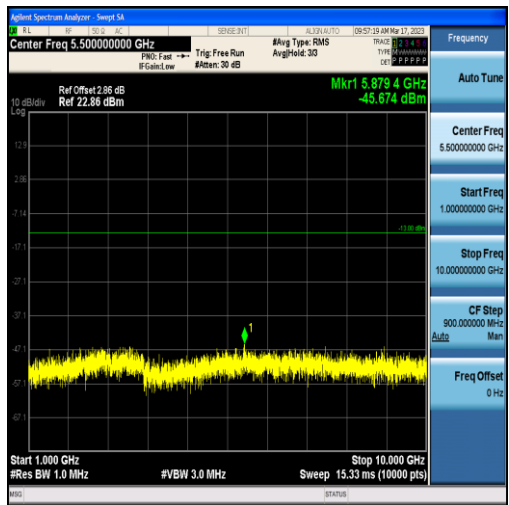 Agilent Spectrum Analyzer - Swept SA
RL RF 50 Ω AC SENSE:INT ALIGN AUTO 09:57:19 AM Mar 17, 2023
Center Freq 5.500000000 GHz
PNO: Fast
IFGain:Low
Trig: Free Run
#Atten: 30 dB
#Avg Type: RMS
Avg|Hold: 3/3
TRACE 1 2 3 4 5 6
TYPE
DET P P P P P P
Mkr1 5.879 4 GHz
-45.674 dBm
Ref Offset 2.86 dB
Ref 22.86 dBm
10 dB/div
Log
12.9
2.86
-7.14
-13.00 dBm
-17.1
-27.1
-37.1
-47.1
-57.1
-67.1
1
Start 1.000 GHz
Stop 10.000 GHz
#Res BW 1.0 MHz
#VBW 3.0 MHz
Sweep 15.33 ms (10000 pts)
MSG
STATUS
Frequency
Auto Tune
Center Freq
5.500000000 GHz
Start Freq
1.000000000 GHz
Stop Freq
10.000000000 GHz
CF Step
900.000000 MHz
Auto Man
Freq Offset
0 Hz